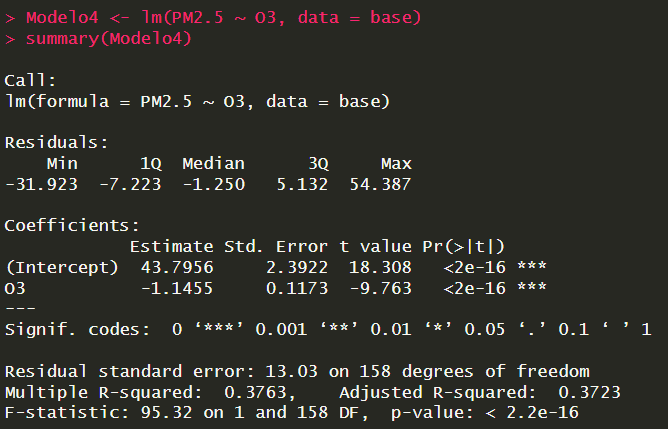 > Modelo4 <- lm(PM2.5 ~ O3, data = base)
> summary(Modelo4)
Call:
lm(formula = PM2.5 ~ O3, data = base)
Residuals:
Min 1Q Median 3Q Max
-31.923 -7.223 -1.250 5.132 54.387
Coefficients:
Estimate Std. Error t value Pr(>|t|)
(Intercept) 43.7956 2.3922 18.308 <2e-16 ***
O3 -1.1455 0.1173 -9.763 <2e-16 ***
---
Signif. codes: 0 ‘***’ 0.001 ‘**’ 0.01 ‘*’ 0.05 ‘.’ 0.1 ‘ ’ 1
Residual standard error: 13.03 on 158 degrees of freedom
Multiple R-squared: 0.3763, Adjusted R-squared: 0.3723
F-statistic: 95.32 on 1 and 158 DF, p-value: < 2.2e-16